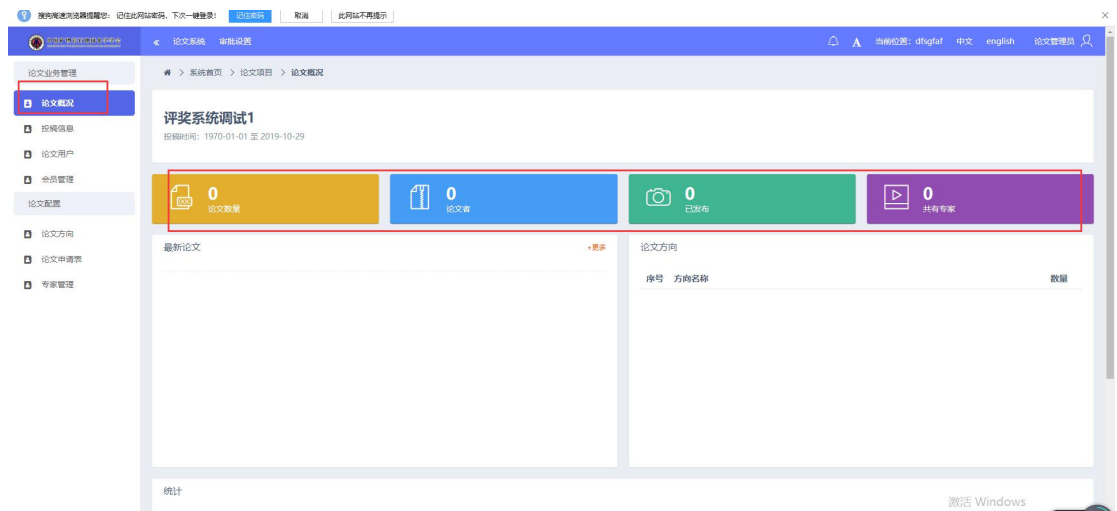 搜狗高速浏览器提醒您：记住此网站密码，下次一键登录！ 记住密码 取消 此网站不再提示
« 论文系统 审批设置 A 当前位置：dfsgfaf 中文 english 论文管理员
论文业务管理
论文概况
投稿信息
论文用户
会员管理
论文配置
论文方向
论文申请表
专家管理
> 系统首页 > 论文项目 > 论文概况
评奖系统调试1
投稿时间：1970-01-01 至 2019-10-29
DOC
0
论文数量
0
论文者
0
已发布
0
共有专家
最新论文 +更多
论文方向
序号 方向名称 数量
统计
激活 Windows